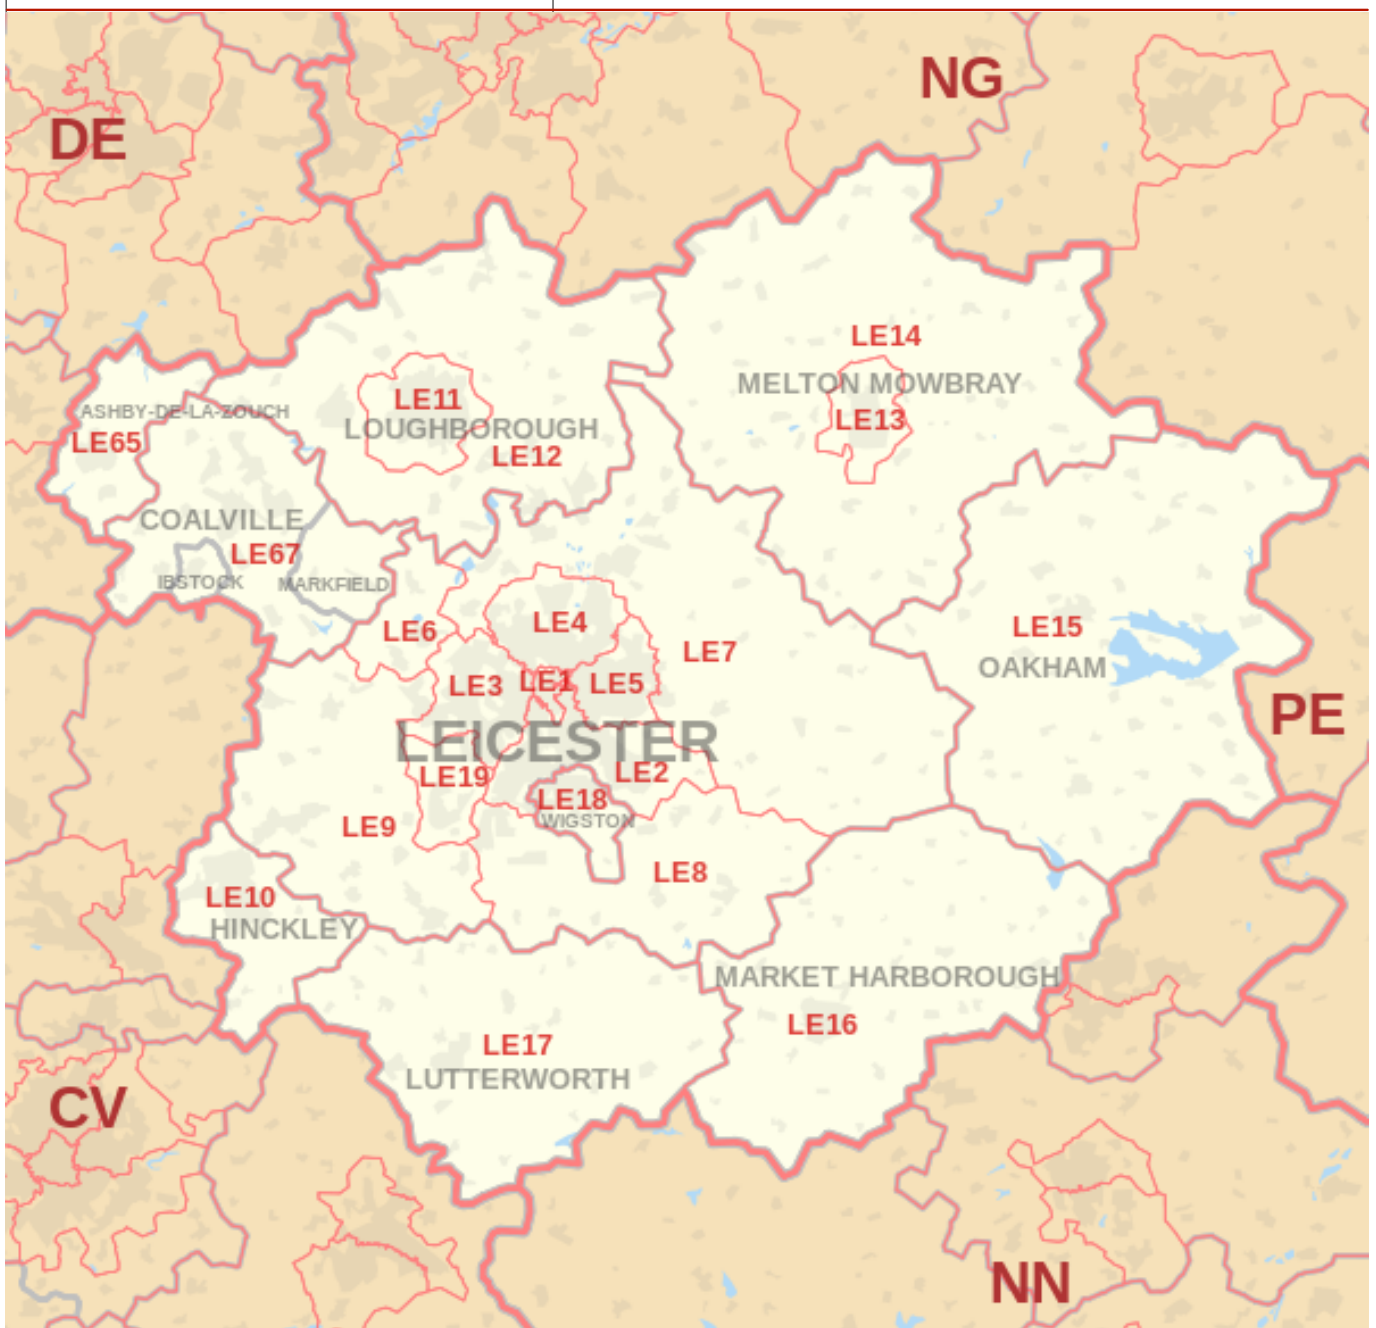 NG
DE
LE14
MELTON MOWBRAY
LE11
ASHBY-DE-LA-ZOUCH
LE13
LOUGHBOROUGH
LE65
LE12
COALVILLE
LE67
IBSTOCK
MARKFIELD
LE4
LE15
LE6
LE7
OAKHAM
LE3
LE1
LE5
PE
LEICESTER
LE2
LE19
LE18
WIGSTON
LE9
LE8
LE10
HINCKLEY
MARKET HARBOROUGH
LE16
LE17
LUTTERWORTH
CV
NN